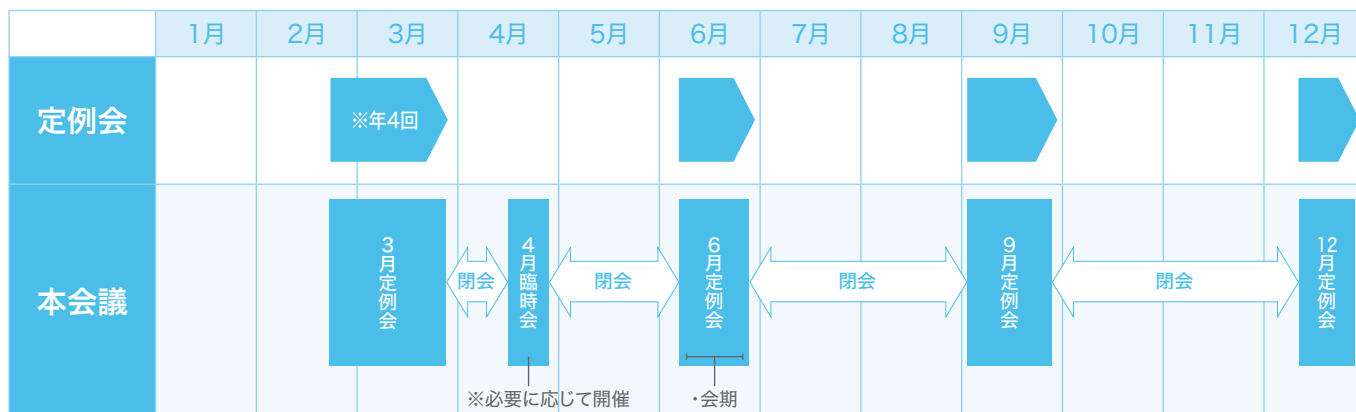 1月 2月 3月 4月 5月 6月 7月 8月 9月 10月 11月 12月
定例会
※年4回
本会議
3月定例会
閉会
4月臨時会
閉会
6月定例会
閉会
9月定例会
閉会
12月定例会
※必要に応じて開催
・会期